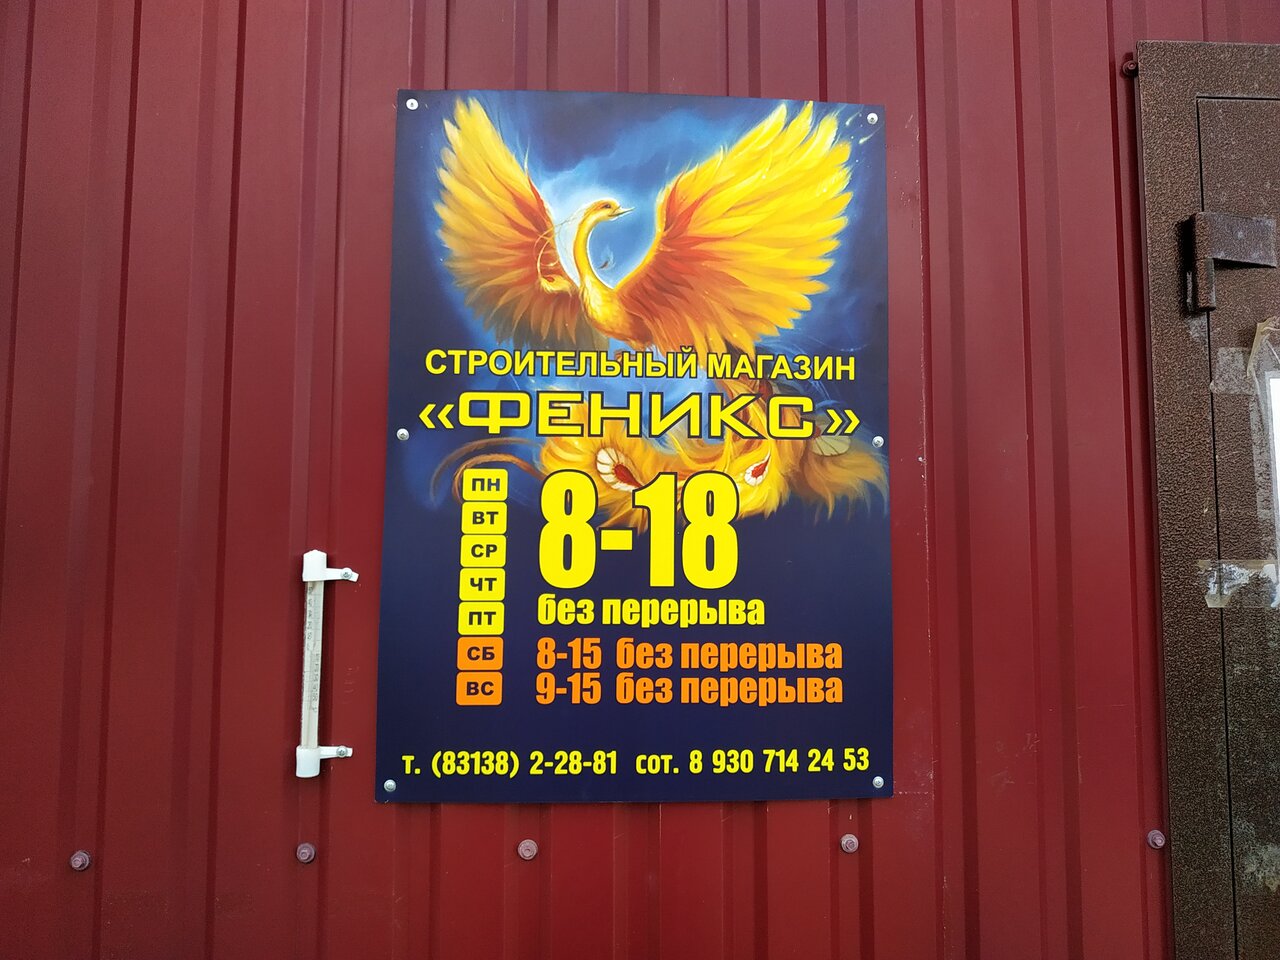 СТРОИТЕЛЬНЫЙ МАГАЗИН
«ФЕНИКС»
ПН
ВТ
СР
ЧТ
ПТ
8-18
без перерыва
СБ 8-15 без перерыва
ВС 9-15 без перерыва
т. (83138) 2-28-81 сот. 8 930 714 24 53